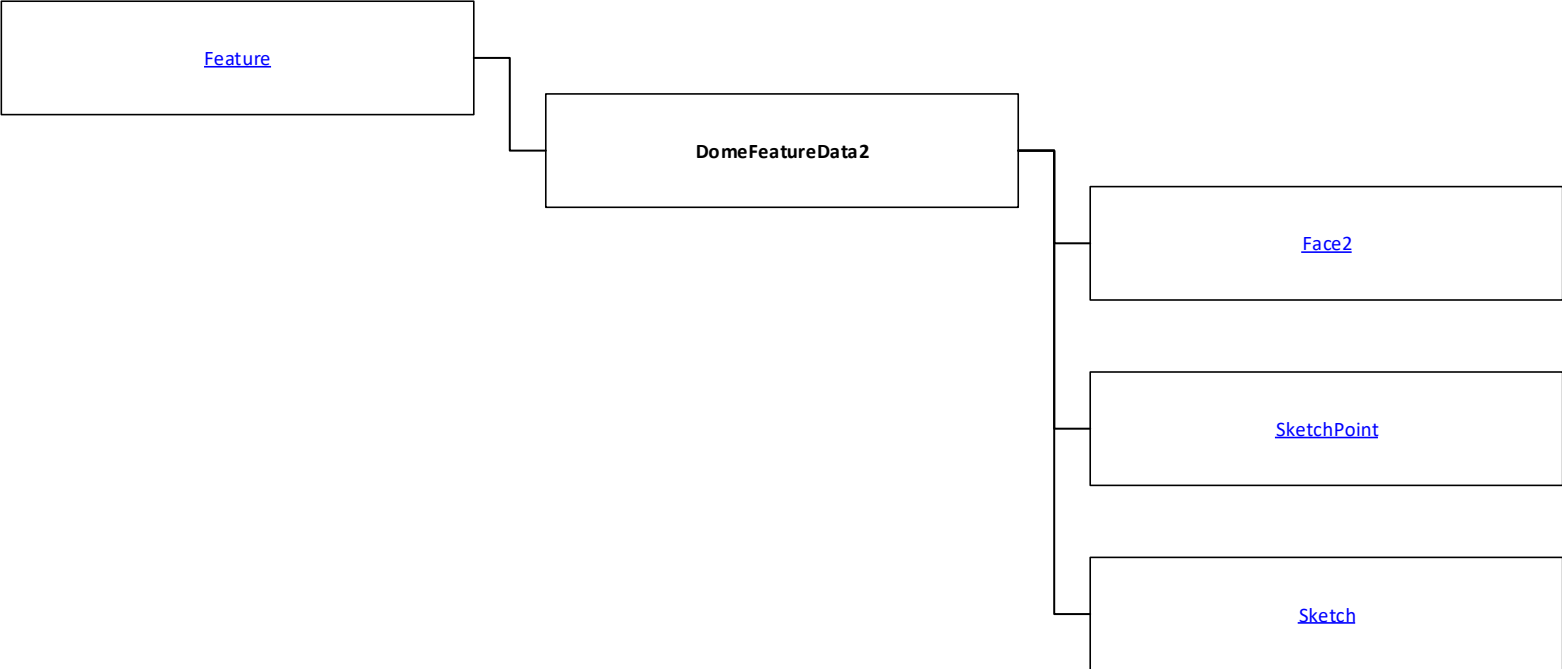 Feature
DomeFeatureData2
Face2
SketchPoint
Sketch